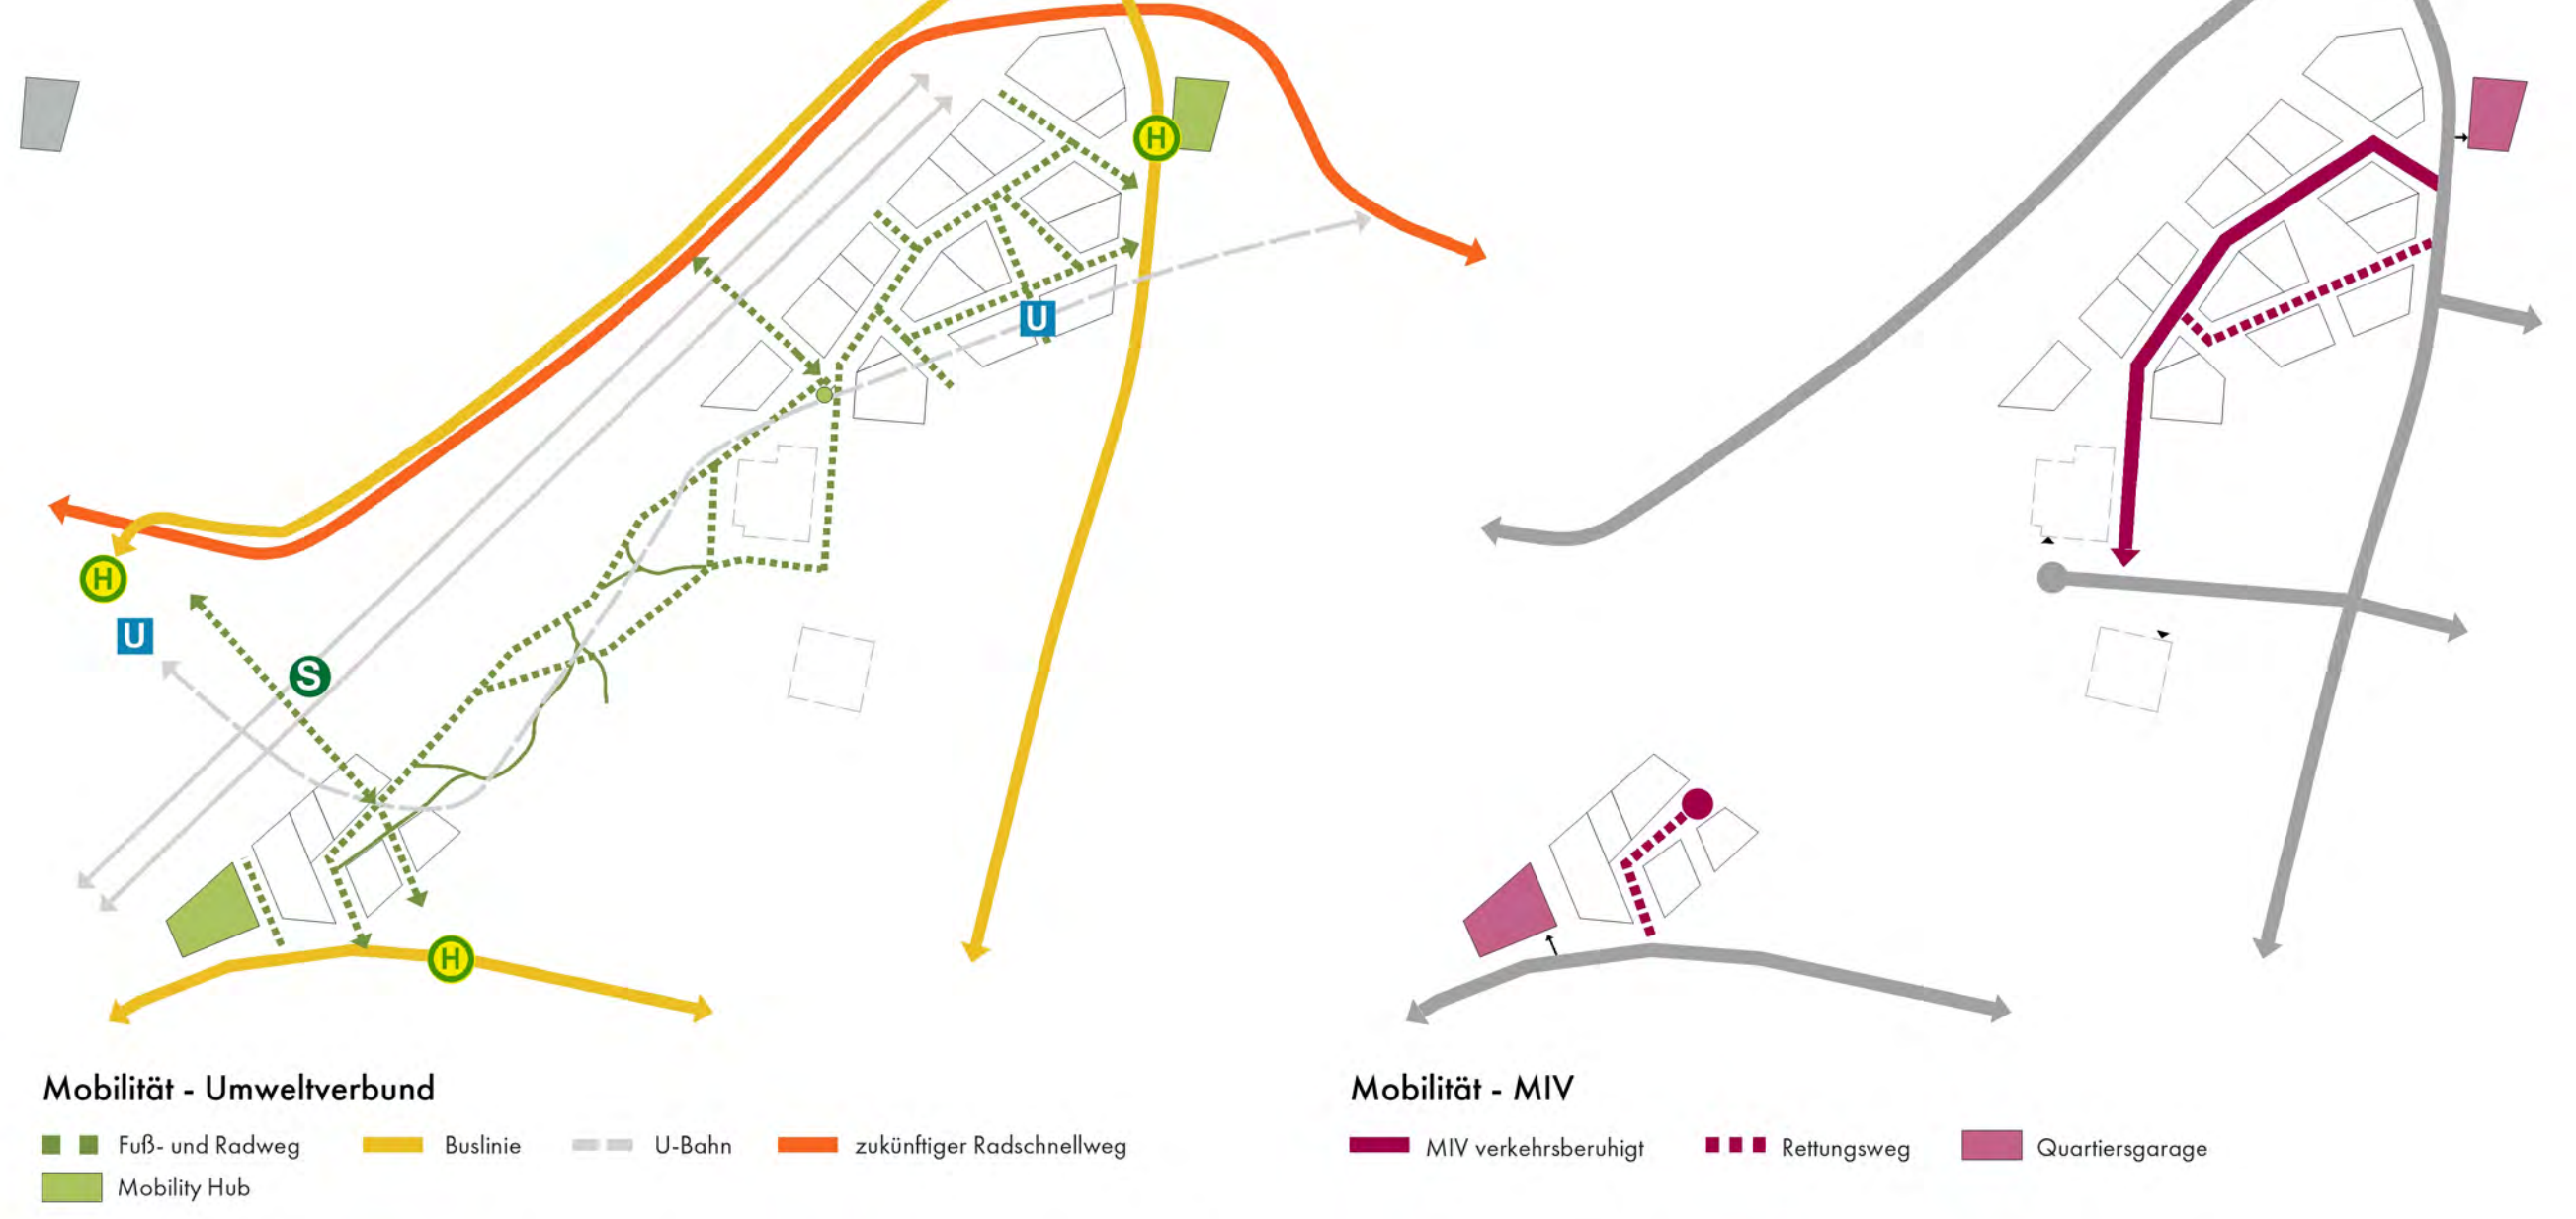 H
U
H
U
S
H
Mobilität - Umweltverbund
Fuß- und Radweg
Buslinie
U-Bahn
zukünftiger Radschnellweg
Mobility Hub
Mobilität - MIV
MIV verkehrsberuhigt
Rettungsweg
Quartiersgarage